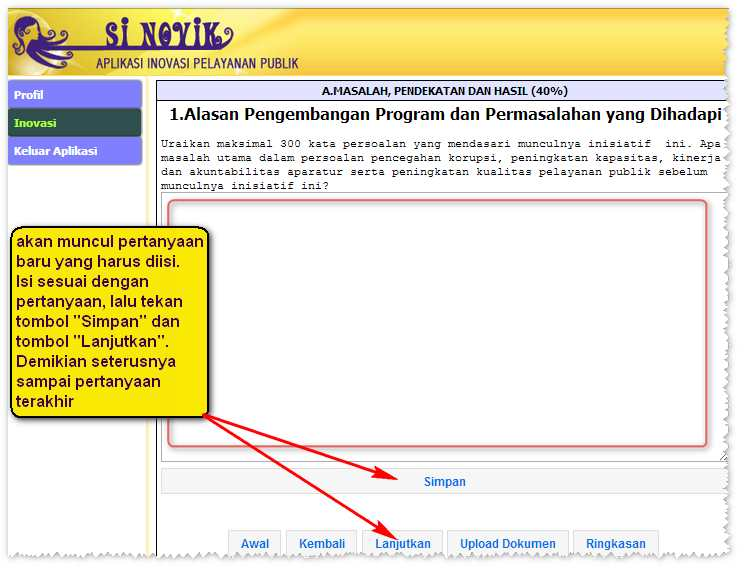 SI NOVIK
APLIKASI INOVASI PELAYANAN PUBLIK
Profil
Inovasi
Keluar Aplikasi
A.MASALAH, PENDEKATAN DAN HASIL (40%)
1.Alasan Pengembangan Program dan Permasalahan yang Dihadapi
Uraikan maksimal 300 kata persoalan yang mendasari munculnya inisiatif  ini. Apa
masalah utama dalam persoalan pencegahan korupsi, peningkatan kapasitas, kinerja
dan akuntabilitas aparatur serta peningkatan kualitas pelayanan publik sebelum
munculnya inisiatif ini?
akan muncul pertanyaan
baru yang harus diisi.
Isi sesuai dengan
pertanyaan, lalu tekan
tombol "Simpan" dan
tombol "Lanjutkan".
Demikian seterusnya
sampai pertanyaan
terakhir
Simpan
Awal
Kembali
Lanjutkan
Upload Dokumen
Ringkasan